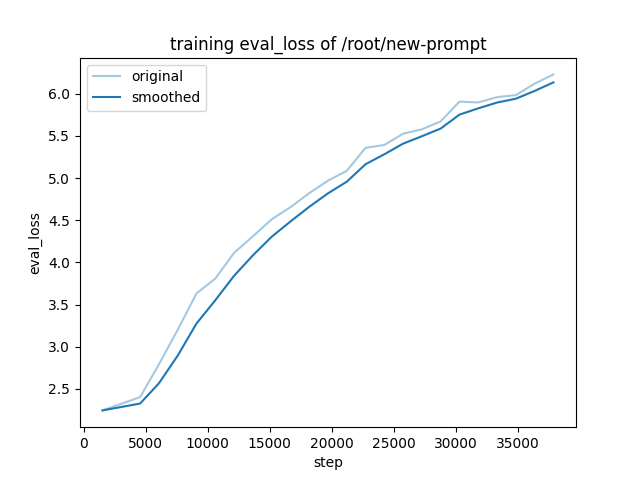 training eval_loss of /root/new-prompt
original
smoothed
6.0
5.5
5.0
4.5
4.0
3.5
3.0
2.5
eval_loss
0 5000 10000 15000 20000 25000 30000 35000
step